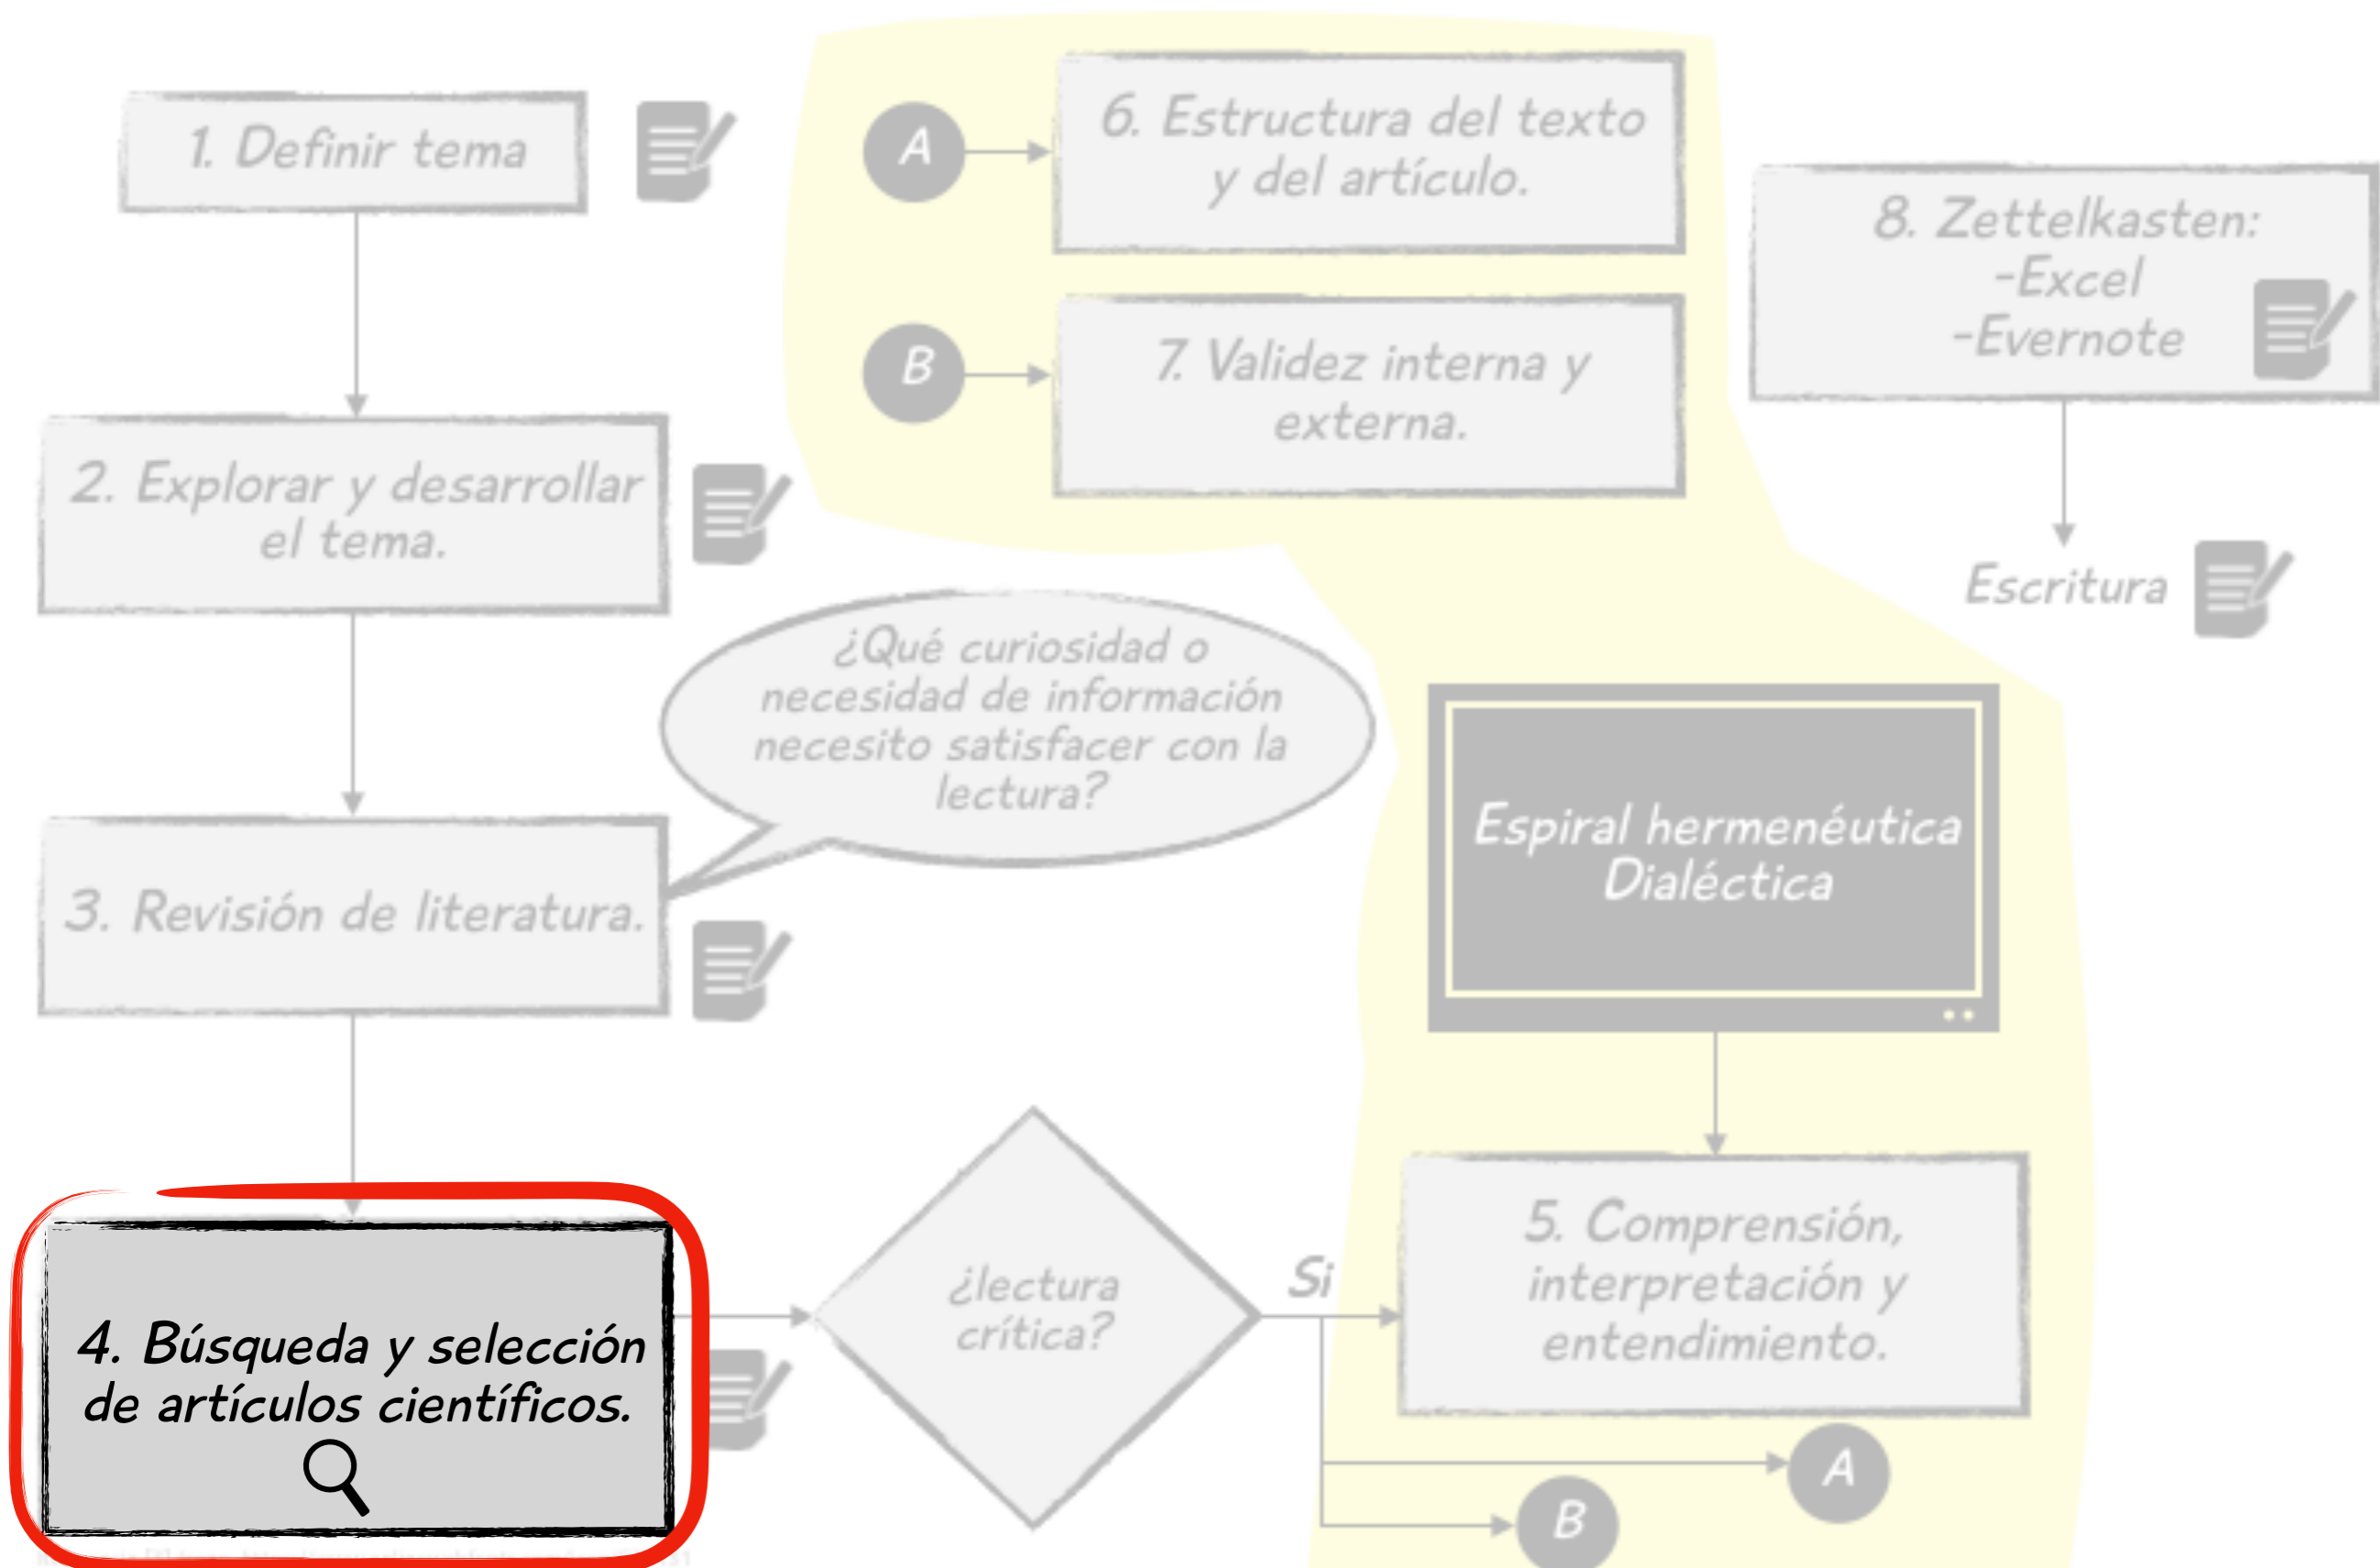 1. Definir tema
2. Explorar y desarrollar
el tema.
¿Qué curiosidad o
necesidad de información
necesito satisfacer con la
lectura?
3. Revisión de literatura.
4. Búsqueda y selección
de artículos científicos.
¿lectura
crítica?
Si
Espiral hermenéutica
Dialéctica
5. Comprensión,
interpretación y
entendimiento.
A
B
A
6. Estructura del texto
y del artículo.
B
7. Validez interna y
externa.
8. Zettelkasten:
-Excel
-Evernote
Escritura